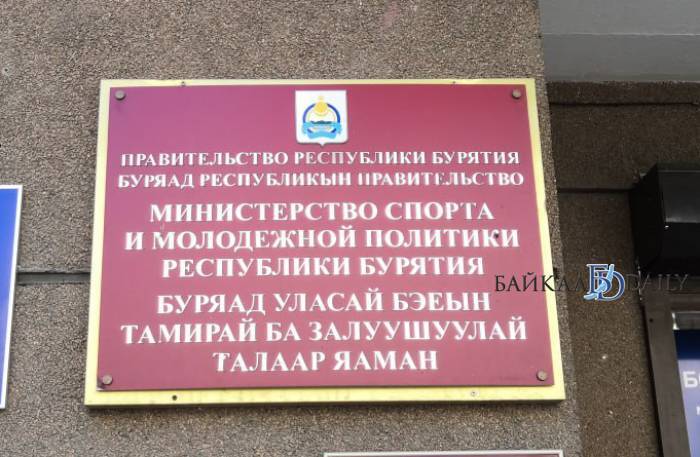 ПРАВИТЕЛЬСТВО РЕСПУБЛИКИ БУРЯТИЯ
БУРЯАД РЕСПУБЛИКЫН ПРАВИТЕЛЬСТВО
МИНИСТЕРСТВО СПОРТА
И МОЛОДЕЖНОЙ ПОЛИТИКИ
РЕСПУБЛИКИ БУРЯТИЯ
БУРЯАД УЛАСАЙ БЭЕЫН
ТАМИРАЙ БА ЗАЛУУШУУЛАЙ
ТАЛААР ЯАМАН
БАЙКАЛ BD DAILY